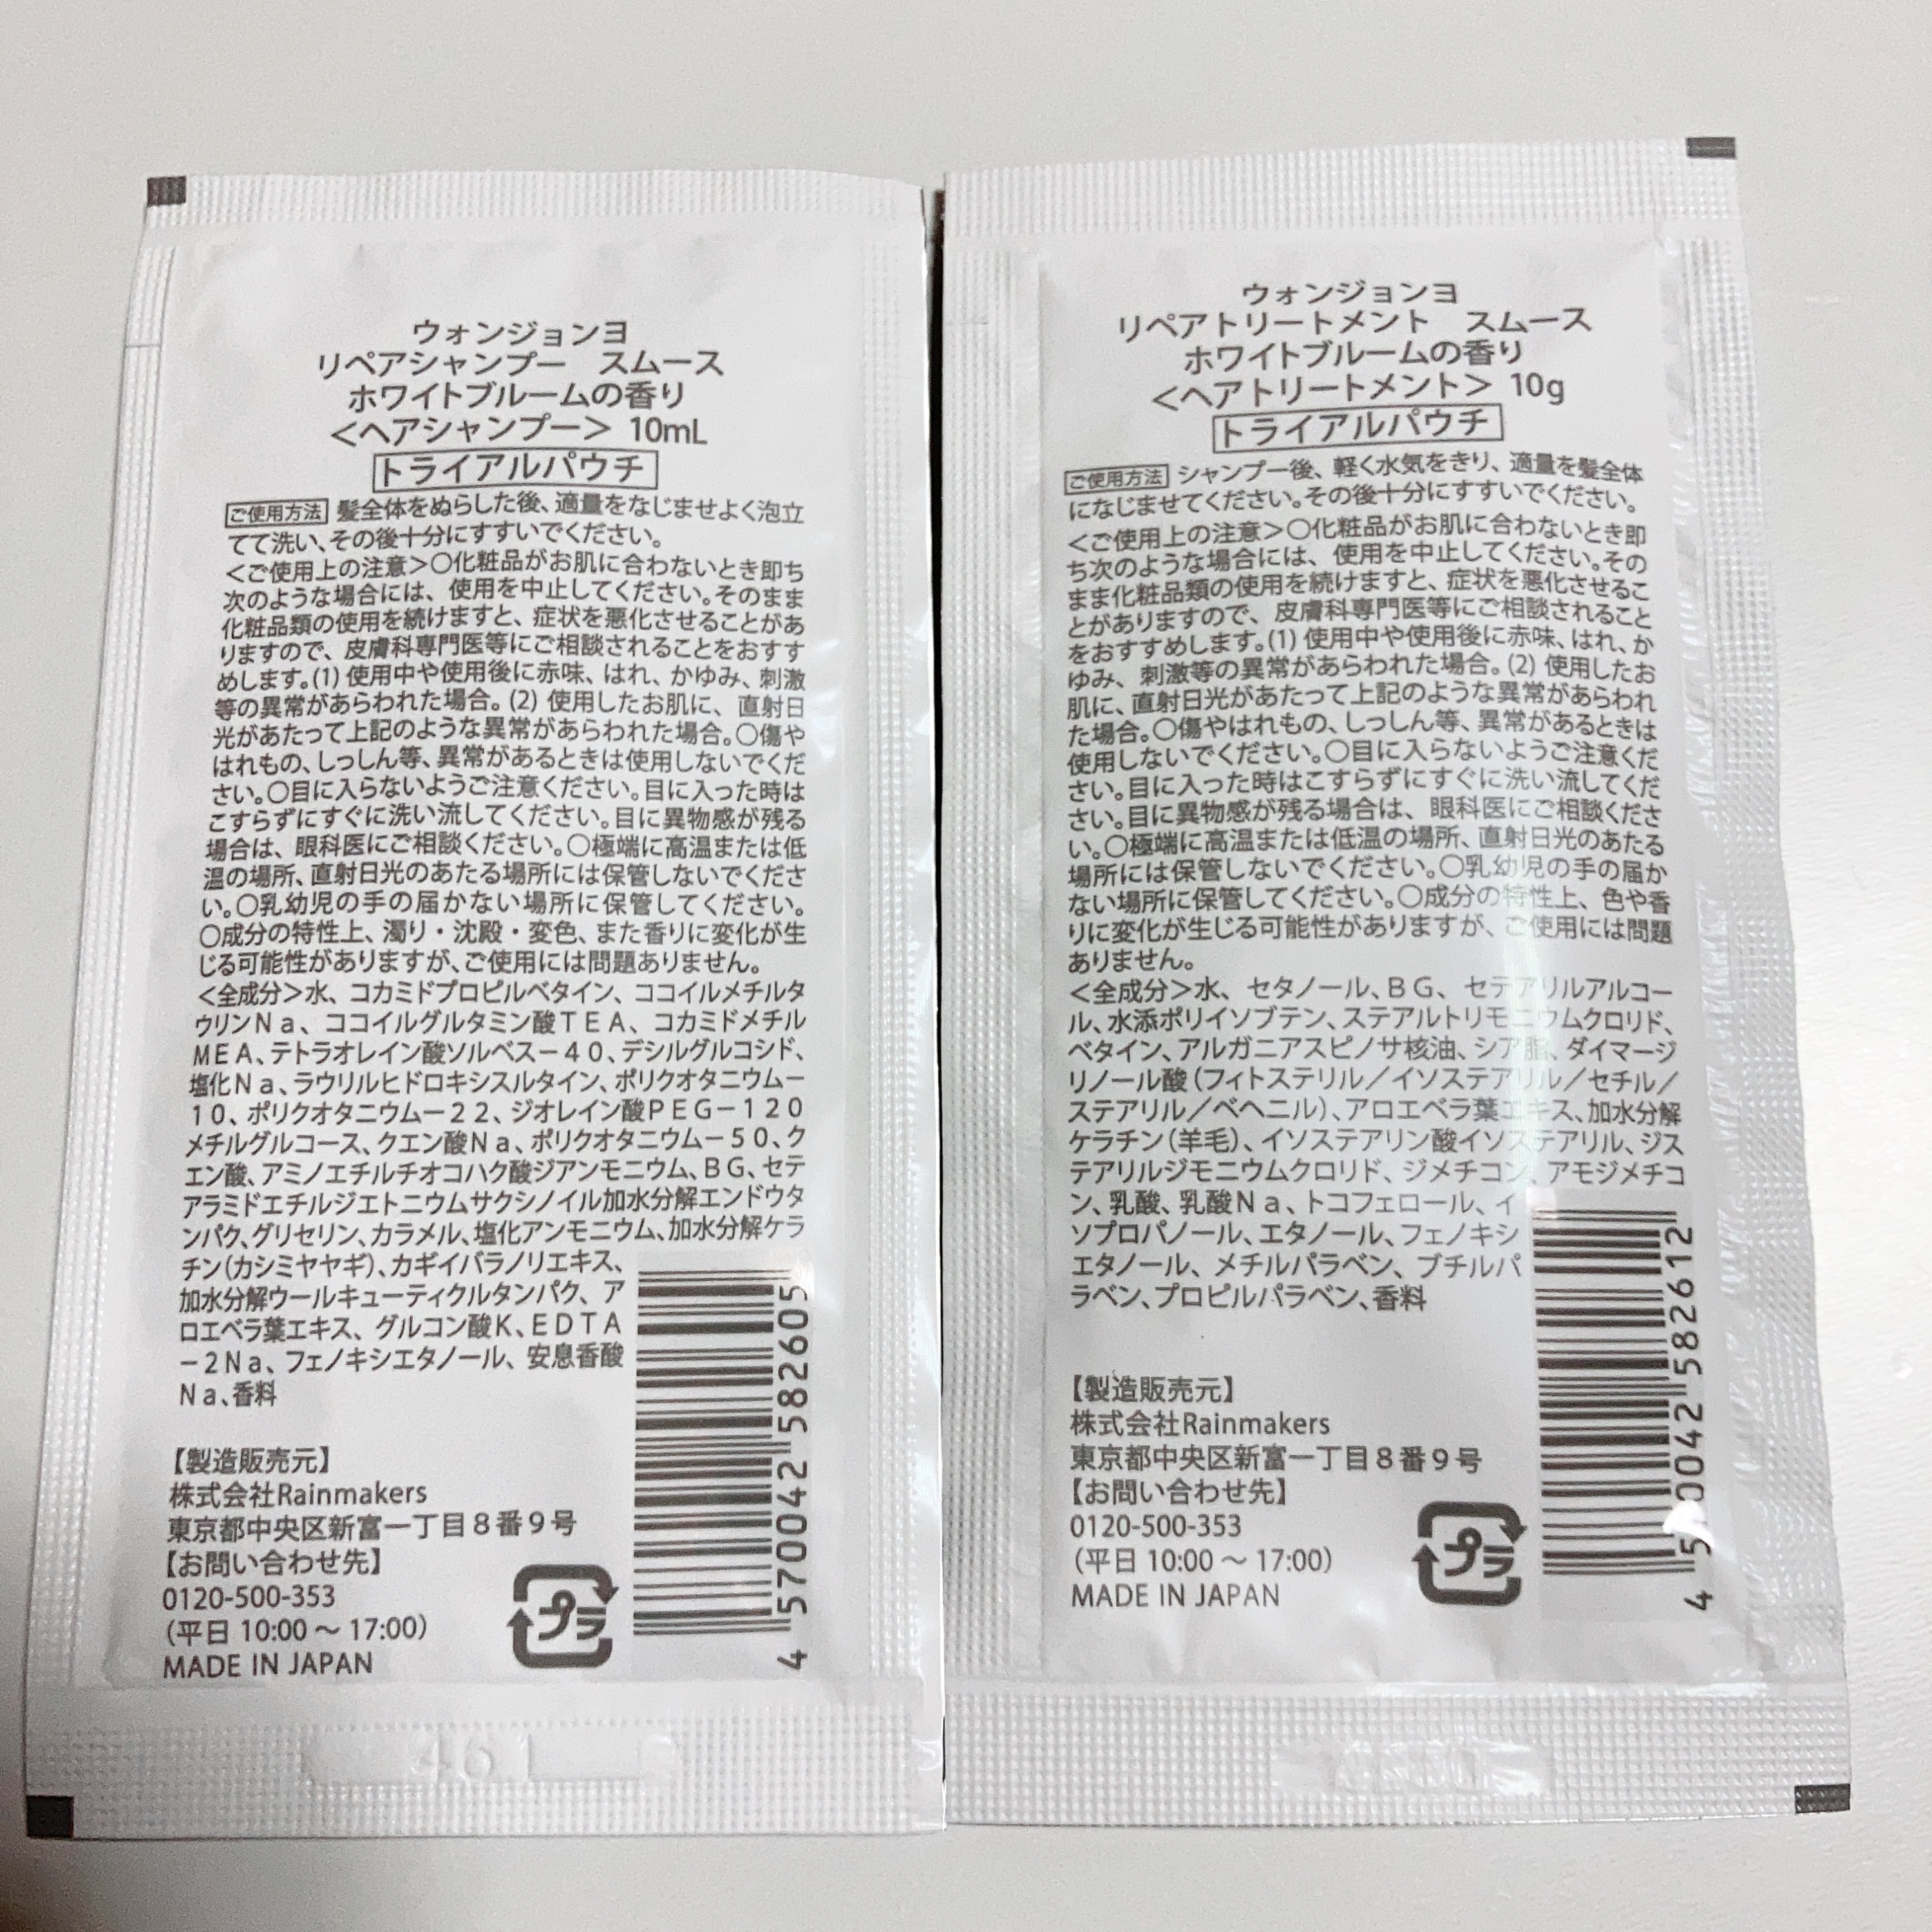 ウォンジョンヨ
リペアシャンプー　スムース
ホワイトブルームの香り
＜ヘアシャンプー＞ 10mL
トライアルパウチ
ご使用方法 髪全体をぬらした後、適量をなじませよく泡立
てて洗い、その後十分にすすいでください。
＜ご使用上の注意＞〇化粧品がお肌に合わないとき即ち
次のような場合には、使用を中止してください。そのまま
化粧品類の使用を続けますと、症状を悪化させることがあ
りますので、皮膚科専門医等にご相談されることをおすす
めします。(1) 使用中や使用後に赤味、はれ、かゆみ、刺激
等の異常があらわれた場合。(2) 使用したお肌に、直射日
光があたって上記のような異常があらわれた場合。〇傷や
はれもの、しっしん等、異常があるときは使用しないでくだ
さい。〇目に入らないようご注意ください。目に入った時は
こすらずにすぐに洗い流してください。目に異物感が残る
場合は、眼科医にご相談ください。〇極端に高温または低
温の場所、直射日光のあたる場所には保管しないでくださ
い。〇乳幼児の手の届かない場所に保管してください。
〇成分の特性上、濁り・沈殿・変色、また香りに変化が生
じる可能性がありますが、ご使用には問題ありません。
＜全成分＞水、コカミドプロピルベタイン、ココイルメチルタ
ウリンＮａ、ココイルグルタミン酸ＴＥＡ、コカミドメチル
ＭＥＡ、テトラオレイン酸ソルベス－４０、デシルグルコシド、
塩化Ｎａ、ラウリルヒドロキシスルタイン、ポリクオタニウム－
１０、ポリクオタニウム－２２、ジオレイン酸ＰＥＧ－１２０
メチルグルコース、クエン酸Ｎａ、ポリクオタニウム－５０、ク
エン酸、アミノエチルチオコハク酸ジアンモニウム、ＢＧ、セテ
アラミドエチルジエトニウムサクシノイル加水分解エンドウタ
ンパク、グリセリン、カラメル、塩化アンモニウム、加水分解ケラ
チン（カシミヤヤギ）、カギイバラノリエキス、
加水分解ウールキューティクルタンパク、ア
ロエベラ葉エキス、グルコン酸Ｋ、ＥＤＴＡ
－２Ｎａ、フェノキシエタノール、安息香酸
Ｎａ、香料
【製造販売元】
株式会社Rainmakers
東京都中央区新富一丁目８番９号
【お問い合わせ先】
0120-500-353
（平日 10:00 ～ 17:00）
MADE IN JAPAN
プラ
4 570042 582605
461
ウォンジョンヨ
リペアトリートメント　スムース
ホワイトブルームの香り
＜ヘアトリートメント＞ 10g
トライアルパウチ
ご使用方法 シャンプー後、軽く水気をきり、適量を髪全体
になじませてください。その後十分にすすいでください。
＜ご使用上の注意＞〇化粧品がお肌に合わないとき即
ち次のような場合には、使用を中止してください。その
まま化粧品類の使用を続けますと、症状を悪化させるこ
とがありますので、皮膚科専門医等にご相談されること
をおすすめします。(1) 使用中や使用後に赤味、はれ、か
ゆみ、刺激等の異常があらわれた場合。(2) 使用したお
肌に、直射日光があたって上記のような異常があらわれ
た場合。〇傷やはれもの、しっしん等、異常があるときは
使用しないでください。〇目に入らないようご注意くだ
さい。目に入った時はこすらずにすぐに洗い流してくだ
さい。目に異物感が残る場合は、眼科医にご相談くださ
い。〇極端に高温または低温の場所、直射日光のあたる
場所には保管しないでください。〇乳幼児の手の届か
ない場所に保管してください。〇成分の特性上、色や香
りに変化が生じる可能性がありますが、ご使用には問題
ありません。
＜全成分＞水、セタノール、ＢＧ、セテアリルアルコー
ル、水添ポリイソブテン、ステアルトリモニウムクロリド、
ベタイン、アルガニアスピノサ核油、シア脂、ダイマージ
リノール酸（フィトステリル／イソステアリル／セチル／
ステアリル／ベヘニル）、アロエベラ葉エキス、加水分解
ケラチン（羊毛）、イソステアリン酸イソステアリル、ジス
テアリルジモニウムクロリド、ジメチコン、アモジメチコ
ン、乳酸、乳酸Ｎａ、トコフェロール、イ
ソプロパノール、エタノール、フェノキシ
エタノール、メチルパラベン、ブチルパ
ラベン、プロピルパラベン、香料
【製造販売元】
株式会社Rainmakers
東京都中央区新富一丁目８番９号
【お問い合わせ先】
0120-500-353
（平日 10:00 ～ 17:00）
MADE IN JAPAN
プラ